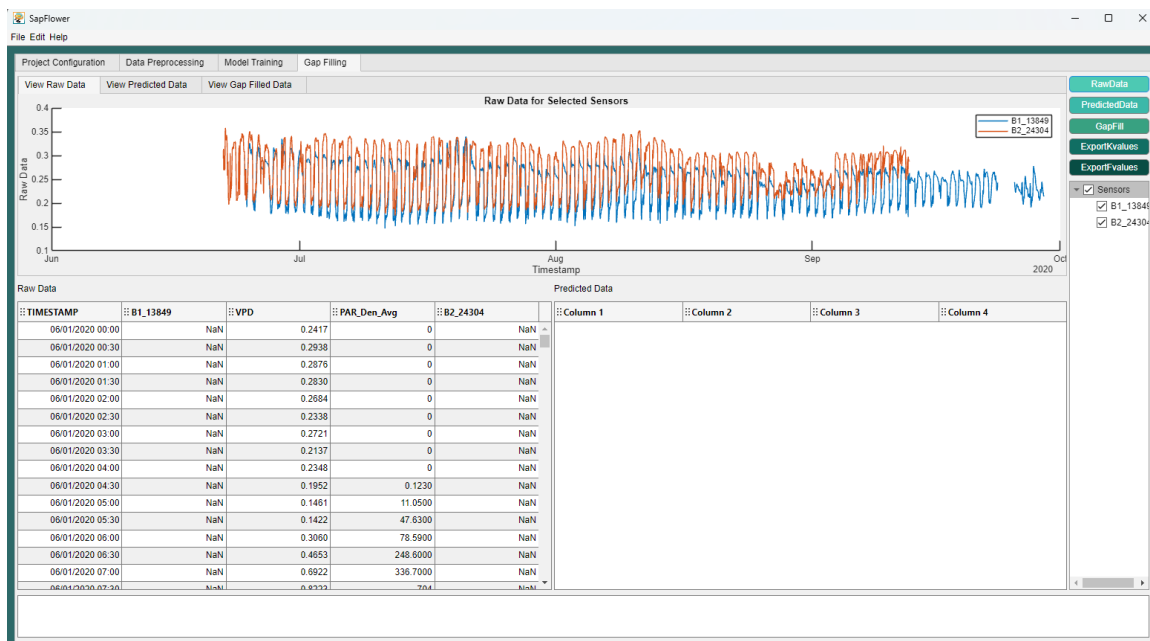 SapFlower
File Edit Help
Project Configuration Data Preprocessing Model Training Gap Filling
View Raw Data View Predicted Data View Gap Filled Data
RawData
PredictedData
GapFill
ExportKvalues
ExportFvalues
Sensors
B1_13849
B2_24304
Raw Data for Selected Sensors
B1_13849
B2_24304
Raw Data
0.4
0.35
0.3
0.25
0.2
0.15
0.1
Jun Jul Aug Sep Oct
Timestamp 2020
Raw Data Predicted Data
TIMESTAMP B1_13849 VPD PAR_Den_Avg B2_24304 Column 1 Column 2 Column 3 Column 4
06/01/2020 00:00 NaN 0.2417 0 NaN
06/01/2020 00:30 NaN 0.2938 0 NaN
06/01/2020 01:00 NaN 0.2876 0 NaN
06/01/2020 01:30 NaN 0.2830 0 NaN
06/01/2020 02:00 NaN 0.2684 0 NaN
06/01/2020 02:30 NaN 0.2338 0 NaN
06/01/2020 03:00 NaN 0.2721 0 NaN
06/01/2020 03:30 NaN 0.2137 0 NaN
06/01/2020 04:00 NaN 0.2348 0 NaN
06/01/2020 04:30 NaN 0.1952 0.1230 NaN
06/01/2020 05:00 NaN 0.1461 11.0500 NaN
06/01/2020 05:30 NaN 0.1422 47.6300 NaN
06/01/2020 06:00 NaN 0.3060 78.5900 NaN
06/01/2020 06:30 NaN 0.4653 248.6000 NaN
06/01/2020 07:00 NaN 0.6922 336.7000 NaN
06/01/2020 07:30 NaN 0.8223 704 NaN